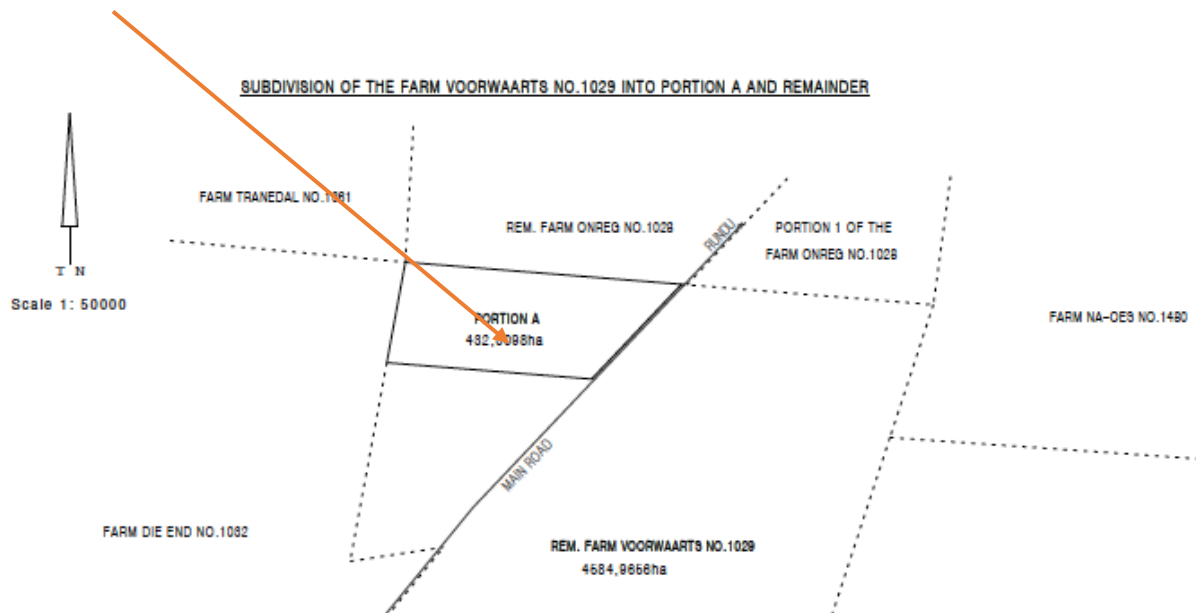 SUBDIVISION OF THE FARM VOORWAARTS NO.1029 INTO PORTION A AND REMAINDER
FARM TRANEDAL NO.1061
REM. FARM ONREG NO.1028
RUNDU
PORTION 1 OF THE
FARM ONREG NO.1028
T N
Scale 1: 50000
PORTION A
FARM NA-OES NO.1480
MAIN ROAD
FARM DIE END NO.1062
REM. FARM VOORWAARTS NO.1029
4584,9656ha